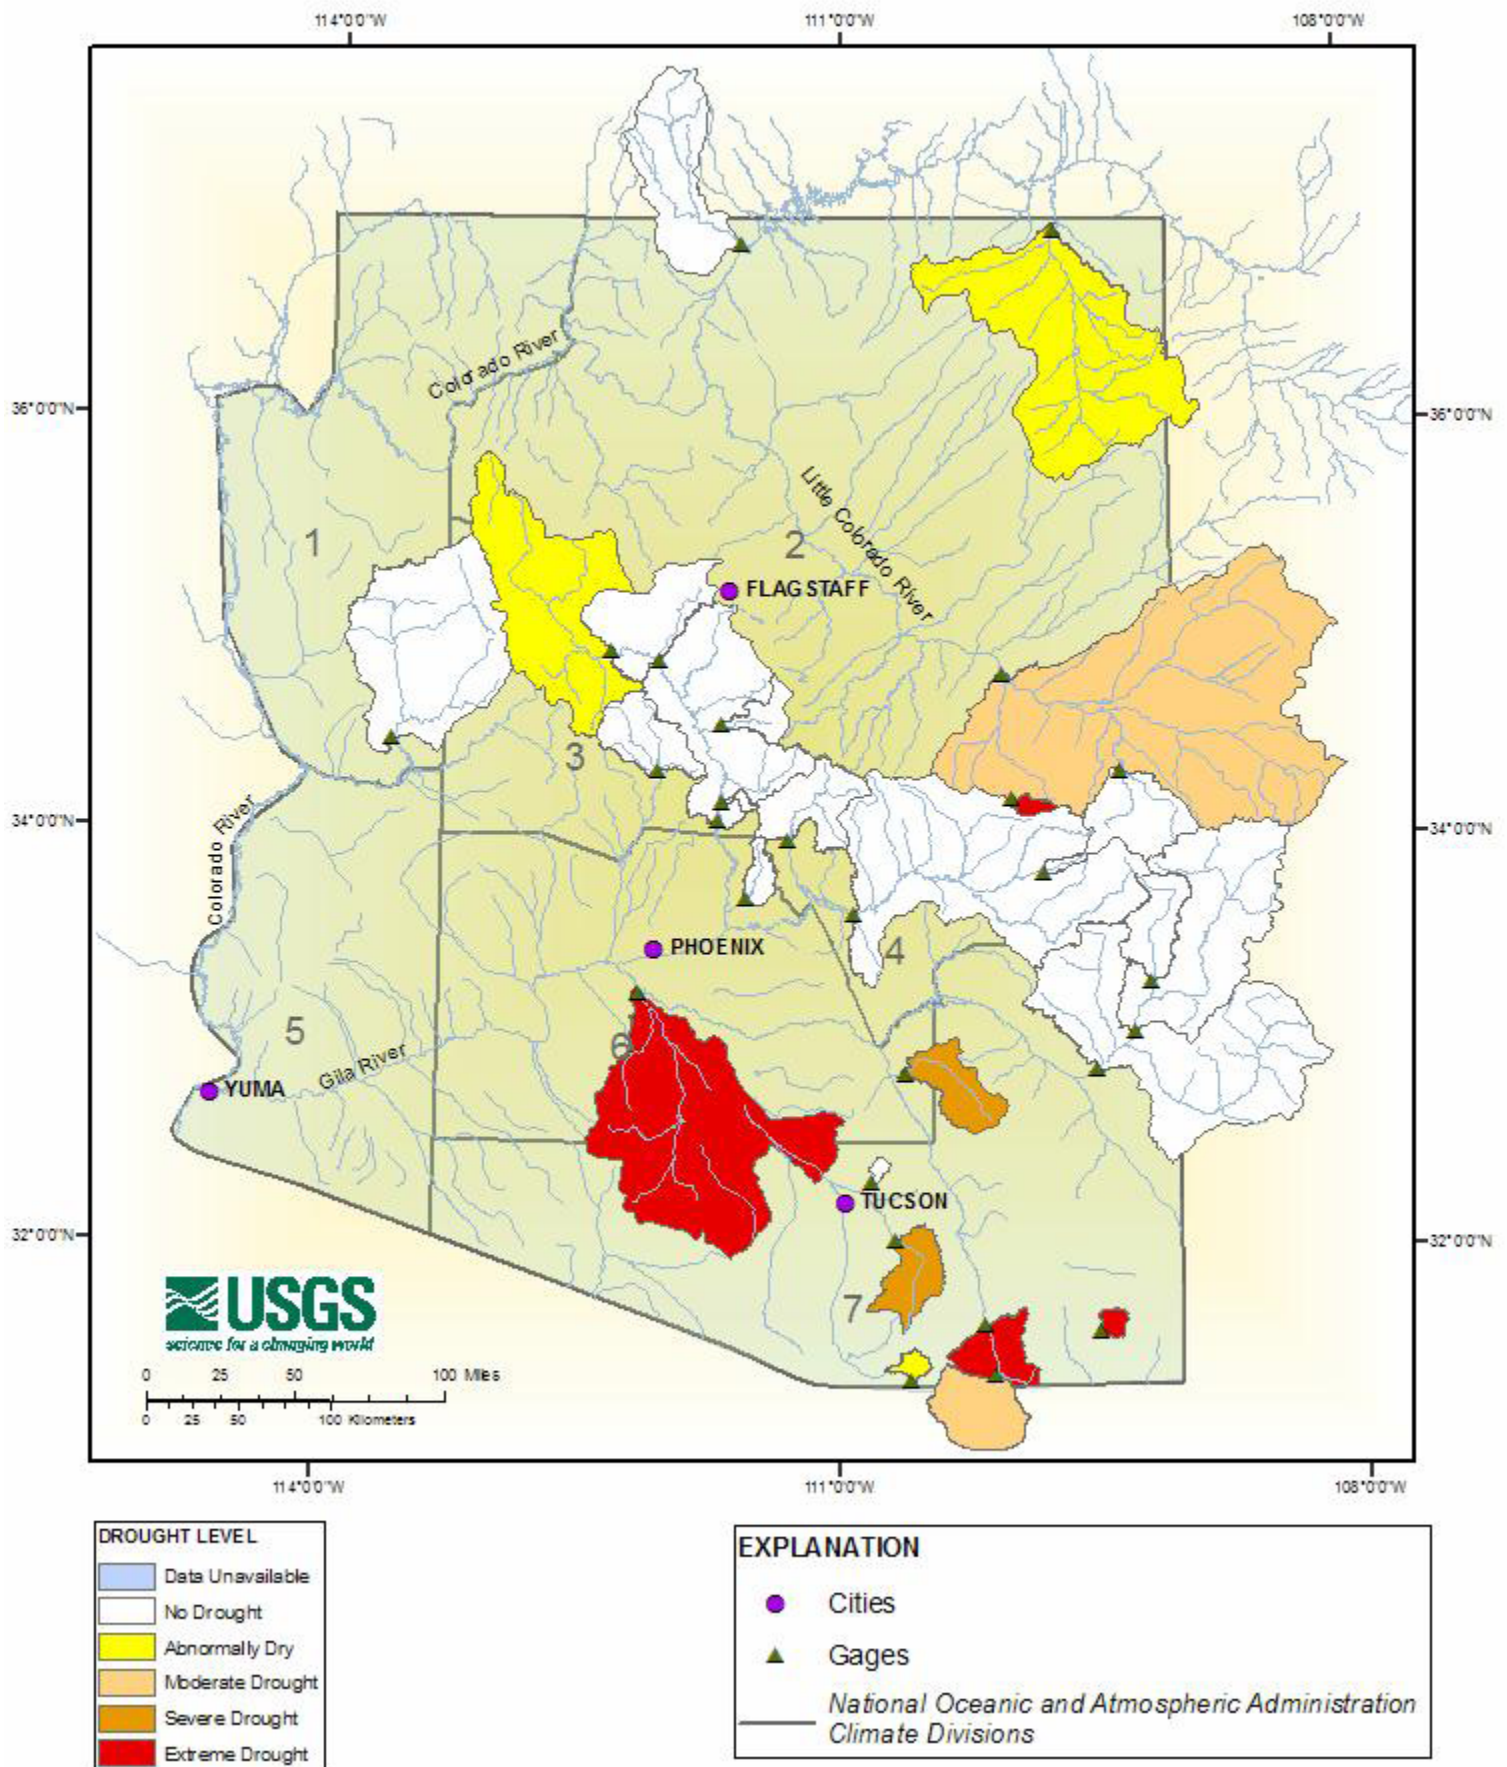 114°0'0"W
111°0'0"W
108°0'0"W
Colorado River
36°0'0"N
36°0'0"N
Little Colorado River
1
2
FLAGSTAFF
3
Colorado River
34°0'0"N
34°0'0"N
PHOENIX
4
5
6
Gila River
YUMA
TUCSON
32°0'0"N
32°0'0"N
7
USGS
science for a changing world
0 25 50 100 Miles
0 25 50 100 Kilometers
114°0'0"W
111°0'0"W
108°0'0"W
DROUGHT LEVEL
Data Unavailable
No Drought
Abnormally Dry
Moderate Drought
Severe Drought
Extreme Drought
EXPLANATION
Cities
Gages
National Oceanic and Atmospheric Administration
Climate Divisions